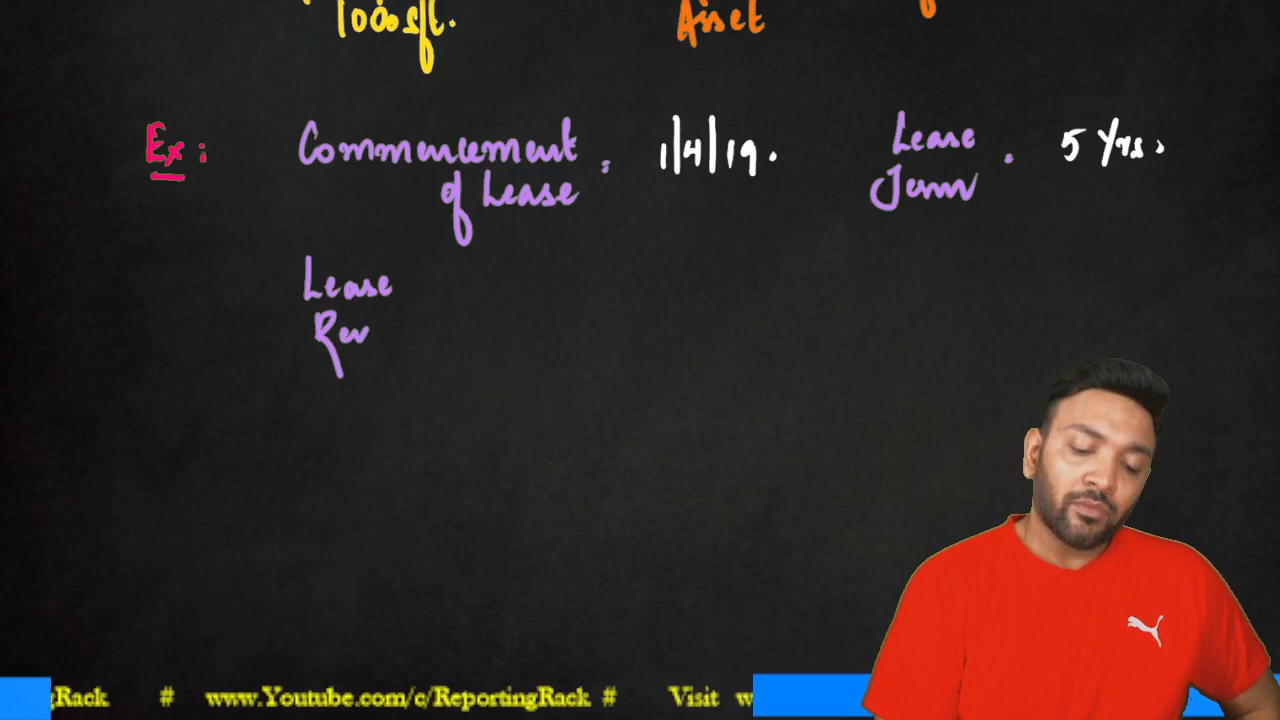 1000 sft.
Asset
Ex :
Commencement of Lease : 1/4/19.
Lease Term : 5 Yrs.
Lease
Rev
gRack # www.Youtube.com/c/ReportingRack # Visit w